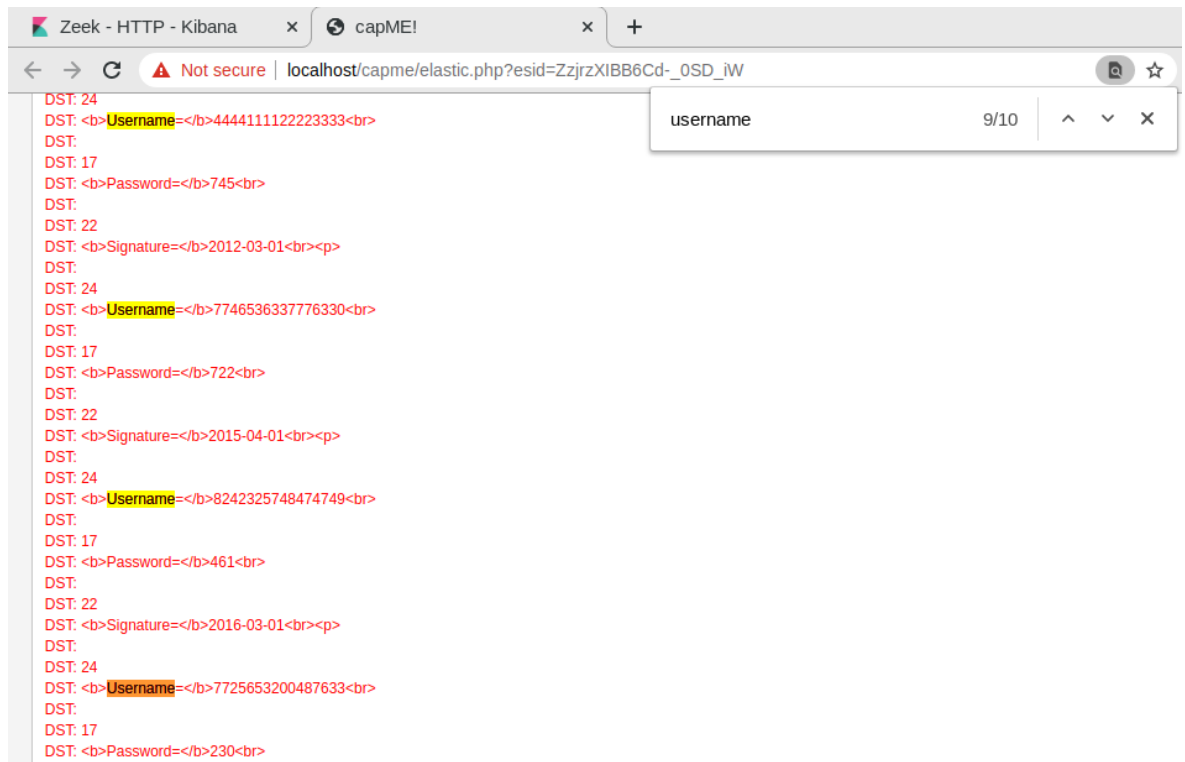 Zeek - HTTP - Kibana
capME!
Not secure | localhost/capme/elastic.php?esid=ZzjrzXIBB6Cd-_0SD_iW
username 9/10
DST: 24
DST: <b>Username=</b>4444111122223333<br>
DST:
DST: 17
DST: <b>Password=</b>745<br>
DST:
DST: 22
DST: <b>Signature=</b>2012-03-01<br><p>
DST:
DST: 24
DST: <b>Username=</b>7746536337776330<br>
DST:
DST: 17
DST: <b>Password=</b>722<br>
DST:
DST: 22
DST: <b>Signature=</b>2015-04-01<br><p>
DST:
DST: 24
DST: <b>Username=</b>8242325748474749<br>
DST:
DST: 17
DST: <b>Password=</b>461<br>
DST:
DST: 22
DST: <b>Signature=</b>2016-03-01<br><p>
DST:
DST: 24
DST: <b>Username=</b>7725653200487633<br>
DST:
DST: 17
DST: <b>Password=</b>230<br>